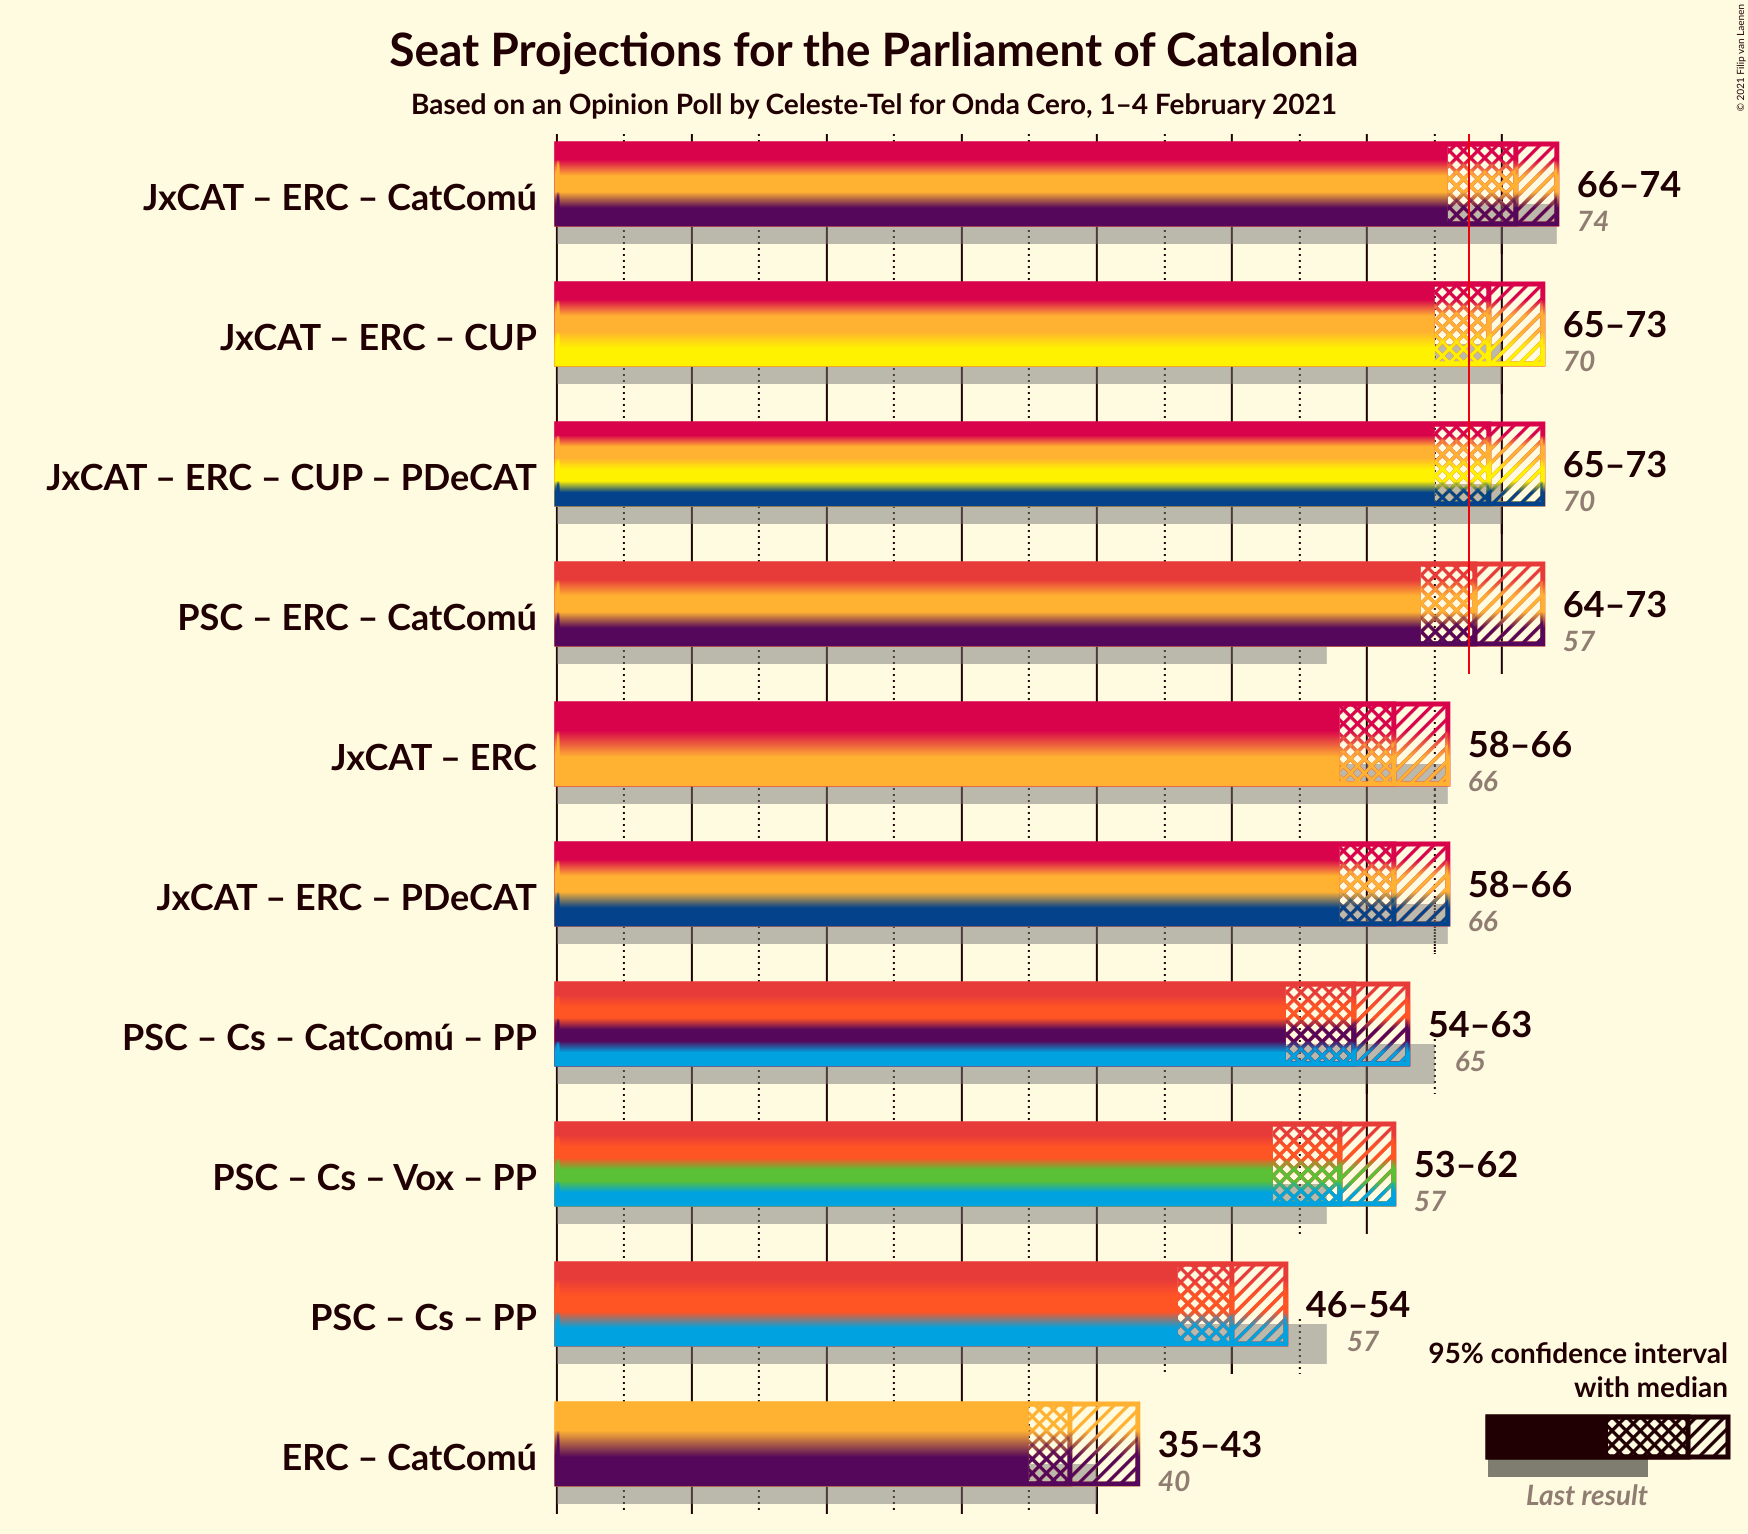 Seat Projections for the Parliament of Catalonia
Based on an Opinion Poll by Celeste-Tel for Onda Cero, 1–4 February 2021
© 2021 Filip van Laenen
JxCAT – ERC – CatComú
66–74
74
JxCAT – ERC – CUP
65–73
70
JxCAT – ERC – CUP – PDeCAT
65–73
70
PSC – ERC – CatComú
64–73
57
JxCAT – ERC
58–66
66
JxCAT – ERC – PDeCAT
58–66
66
PSC – Cs – CatComú – PP
54–63
65
PSC – Cs – Vox – PP
53–62
57
PSC – Cs – PP
46–54
57
ERC – CatComú
35–43
40
95% confidence interval
with median
Last result